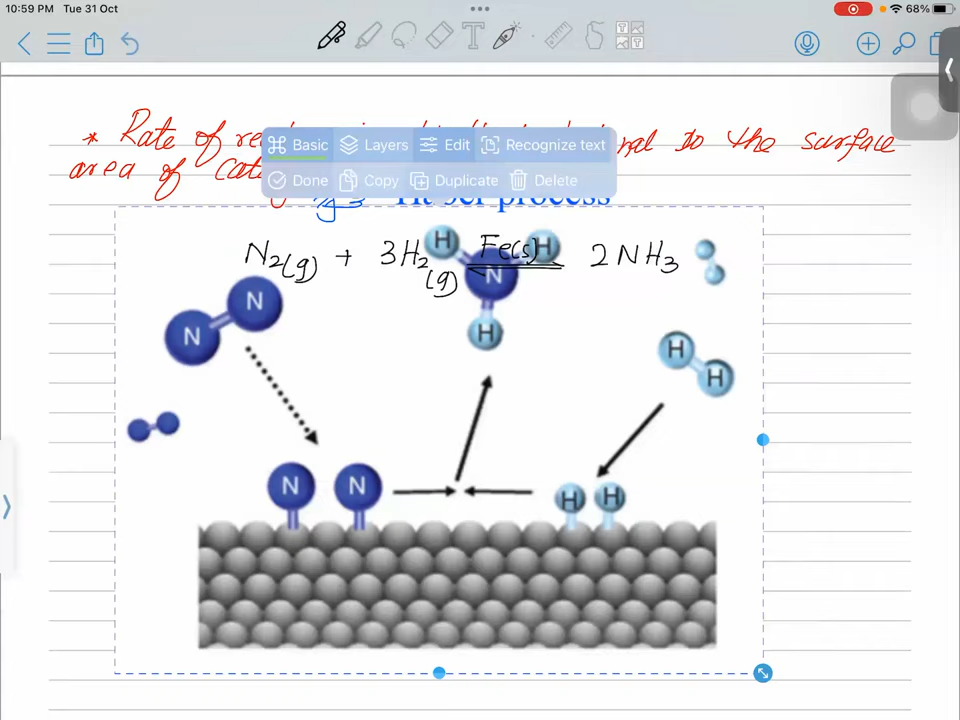 10:59 PM Tue 31 Oct
68%
* Rate of to the surface
area of
Basic Layers Edit Recognize text
Done Copy Duplicate Delete
process
N2(g) + 3H2(g) Fe(s) 2NH3
H H
N
H
N N
H H
N N
H H